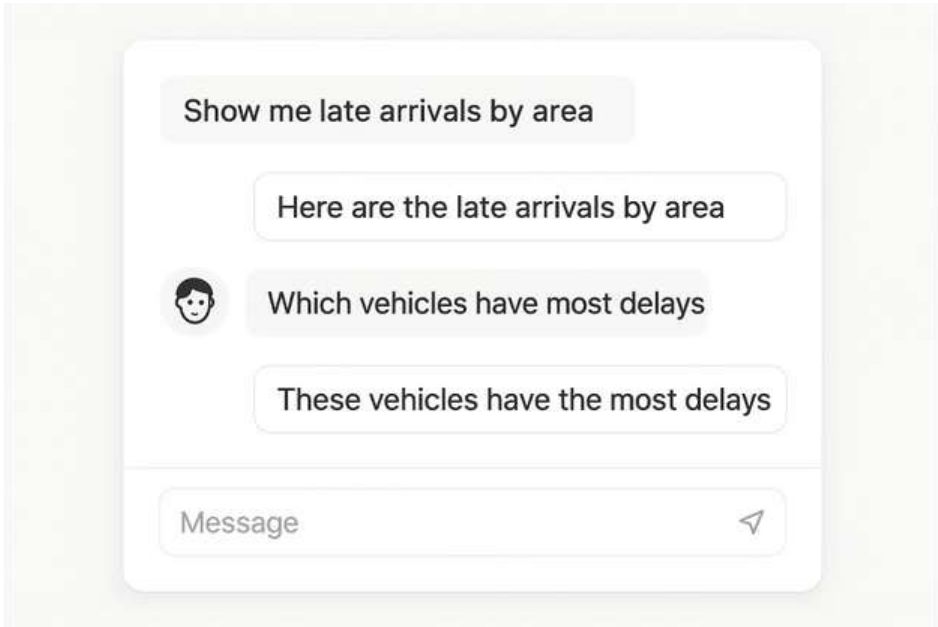 Show me late arrivals by area
Here are the late arrivals by area
Which vehicles have most delays
These vehicles have the most delays
Message